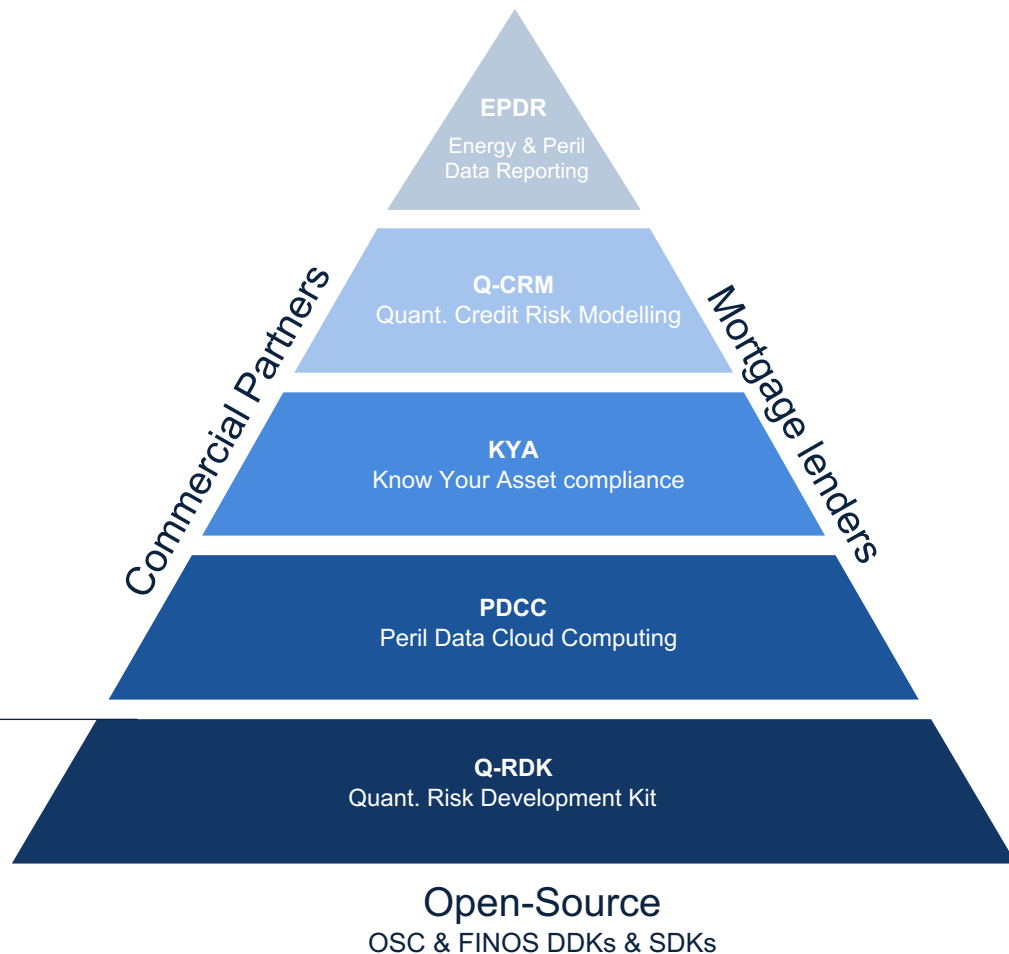 EPDR
Energy & Peril
Data Reporting
Q-CRM
Quant. Credit Risk Modelling
Commercial Partners
Mortgage lenders
KYA
Know Your Asset compliance
PDCC
Peril Data Cloud Computing
Q-RDK
Quant. Risk Development Kit
Open-Source
OSC & FINOS DDKs & SDKs